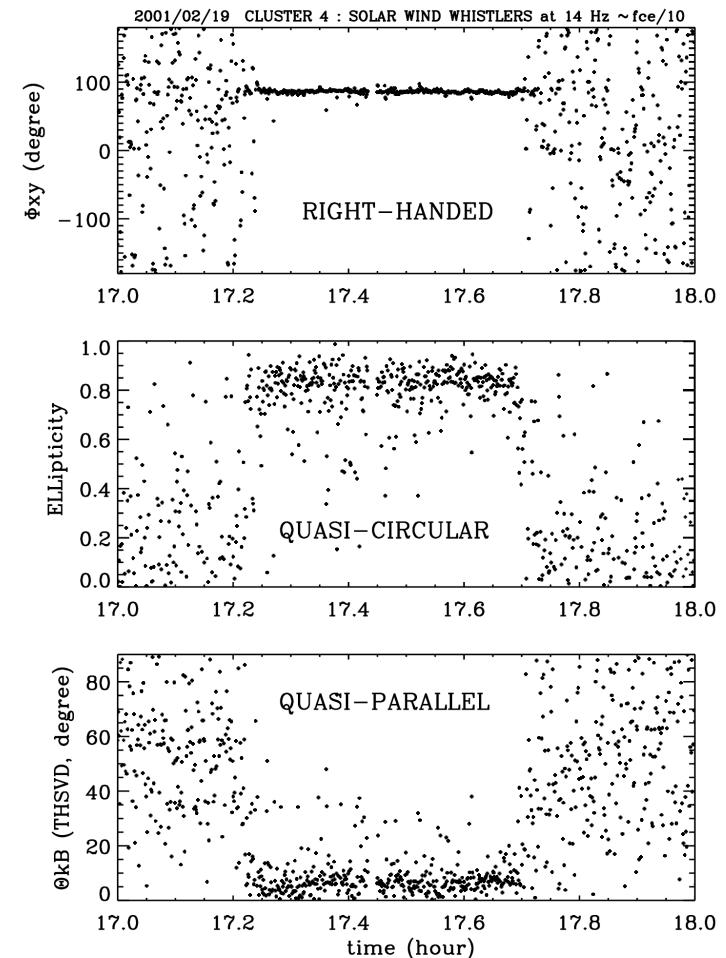 2001/02/19 CLUSTER 4 : SOLAR WIND WHISTLERS at 14 Hz ~fce/10
Φxy (degree)
100
0
−100
RIGHT−HANDED
17.0 17.2 17.4 17.6 17.8 18.0
ELLipticity
1.0
0.8
0.6
0.4
0.2
0.0
QUASI−CIRCULAR
17.0 17.2 17.4 17.6 17.8 18.0
ΘkB (THSVD, degree)
80
60
40
20
0
QUASI−PARALLEL
17.0 17.2 17.4 17.6 17.8 18.0
time (hour)